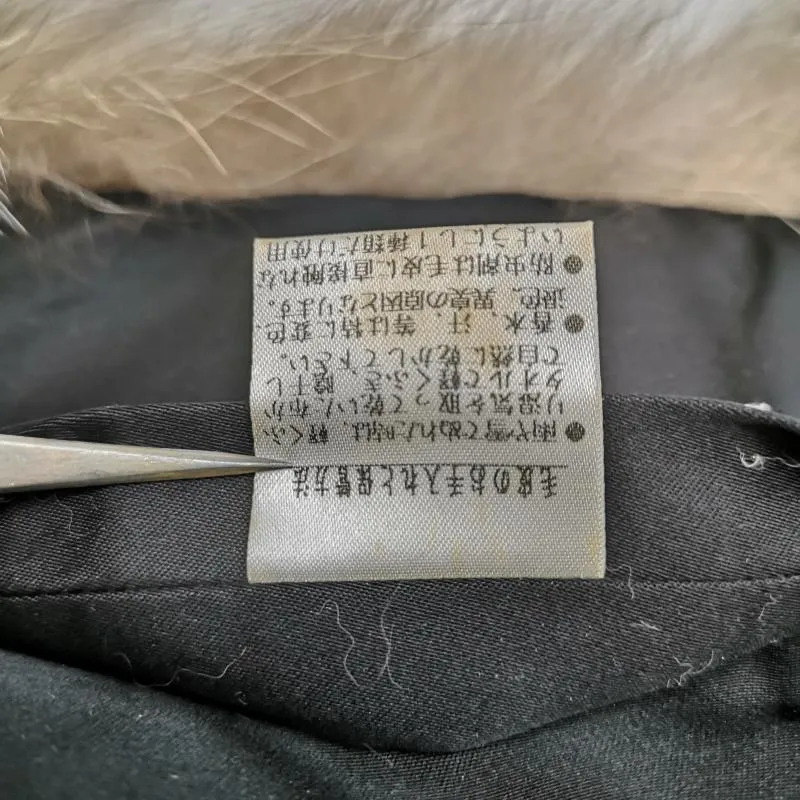 毛皮のお手入れと保管方法
●雨や雪でぬれた時は、軽くふ
り湿気を取って乾いた布か
タオルで軽くふき、陰干し
で自然に乾かして下さい。
●香水、汗、等は特に変色、
退色、異臭の原因となります。
●防虫剤は毛皮に直接触れな
いようにし1種類だけ使用